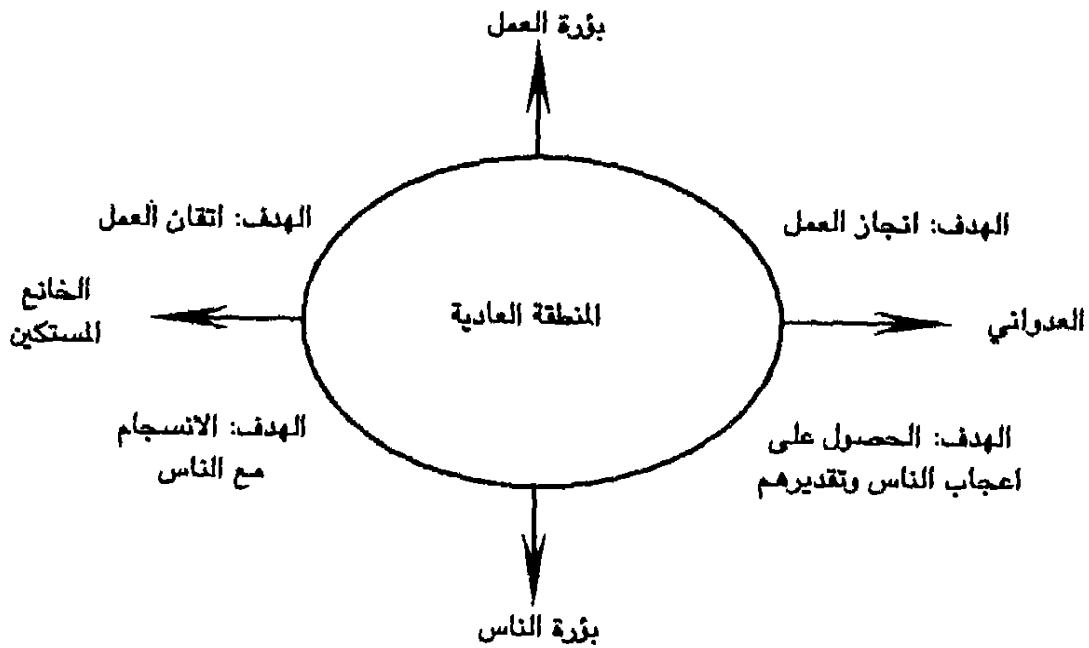 بؤرة العمل
الهدف: انجاز العمل
الهدف: اتقان العمل
العدواني
المنطقة العادية
الخانع
المستكين
الهدف: الحصول على
اعجاب الناس وتقديرهم
الهدف: الانسجام
مع الناس
بؤرة الناس